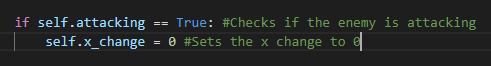 if self.attacking == True: #Checks if the enemy is attacking
    self.x_change = 0 #Sets the x change to 0